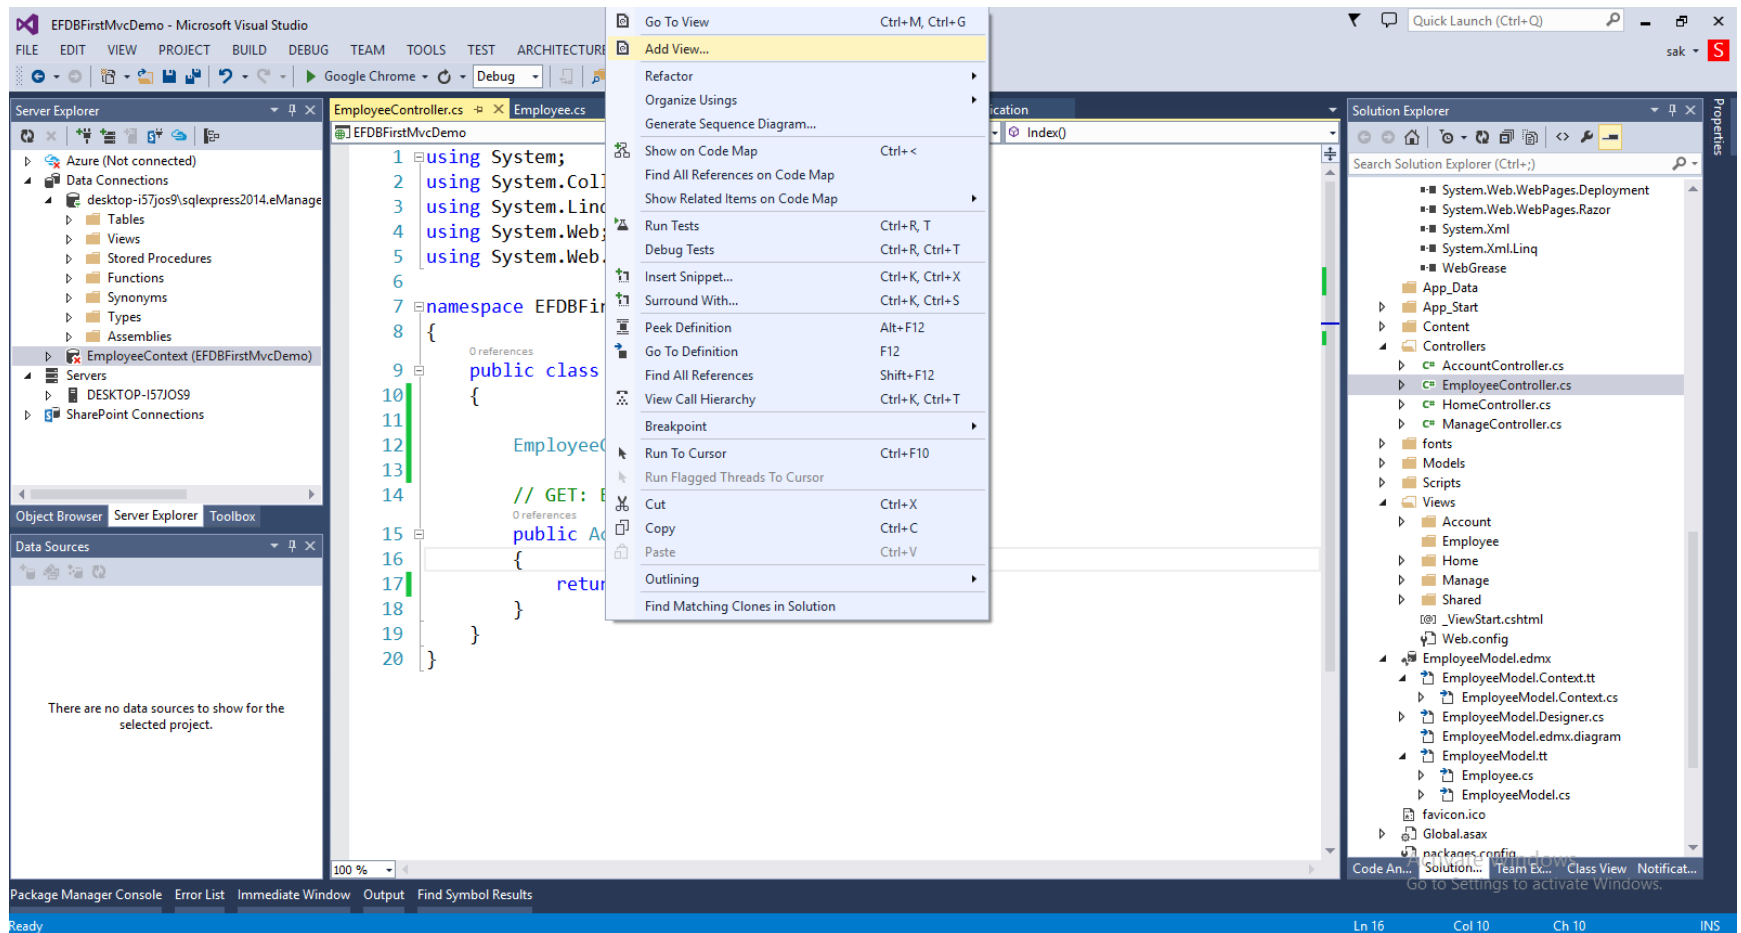 EFDBFirstMvcDemo - Microsoft Visual Studio
Quick Launch (Ctrl+Q)
FILE EDIT VIEW PROJECT BUILD DEBUG TEAM TOOLS TEST ARCHITECTURE
sak
S
Google Chrome Debug
Server Explorer
Azure (Not connected)
Data Connections
desktop-i57jos9\sqlexpress2014.eManage
Tables
Views
Stored Procedures
Functions
Synonyms
Types
Assemblies
EmployeeContext (EFDBFirstMvcDemo)
Servers
DESKTOP-I57JOS9
SharePoint Connections
Object Browser Server Explorer Toolbox
Data Sources
There are no data sources to show for the
selected project.
EmployeeController.cs Employee.cs ication
EFDBFirstMvcDemo Index()
1 using System;
2 using System.Coll
3 using System.Linq
4 using System.Web;
5 using System.Web.
6
7 namespace EFDBFir
8 {
0 references
9 public class
10 {
11
12 EmployeeC
13
14 // GET: E
0 references
15 public Ac
16 {
17 retur
18 }
19 }
20 }
100 %
Go To View Ctrl+M, Ctrl+G
Add View...
Refactor
Organize Usings
Generate Sequence Diagram...
Show on Code Map Ctrl+<
Find All References on Code Map
Show Related Items on Code Map
Run Tests Ctrl+R, T
Debug Tests Ctrl+R, Ctrl+T
Insert Snippet... Ctrl+K, Ctrl+X
Surround With... Ctrl+K, Ctrl+S
Peek Definition Alt+F12
Go To Definition F12
Find All References Shift+F12
View Call Hierarchy Ctrl+K, Ctrl+T
Breakpoint
Run To Cursor Ctrl+F10
Run Flagged Threads To Cursor
Cut Ctrl+X
Copy Ctrl+C
Paste Ctrl+V
Outlining
Find Matching Clones in Solution
Solution Explorer
Search Solution Explorer (Ctrl+;)
System.Web.WebPages.Deployment
System.Web.WebPages.Razor
System.Xml
System.Xml.Linq
WebGrease
App_Data
App_Start
Content
Controllers
C# AccountController.cs
C# EmployeeController.cs
C# HomeController.cs
C# ManageController.cs
fonts
Models
Scripts
Views
Account
Employee
Home
Manage
Shared
[@] _ViewStart.cshtml
Web.config
EmployeeModel.edmx
EmployeeModel.Context.tt
EmployeeModel.Context.cs
EmployeeModel.Designer.cs
EmployeeModel.edmx.diagram
EmployeeModel.tt
Employee.cs
EmployeeModel.cs
favicon.ico
Global.asax
packages.config
Activate Windows
Go to Settings to activate Windows.
Code An... Solution... Team Ex... Class View Notificat...
Properties
Package Manager Console Error List Immediate Window Output Find Symbol Results
Ready Ln 16 Col 10 Ch 10 INS